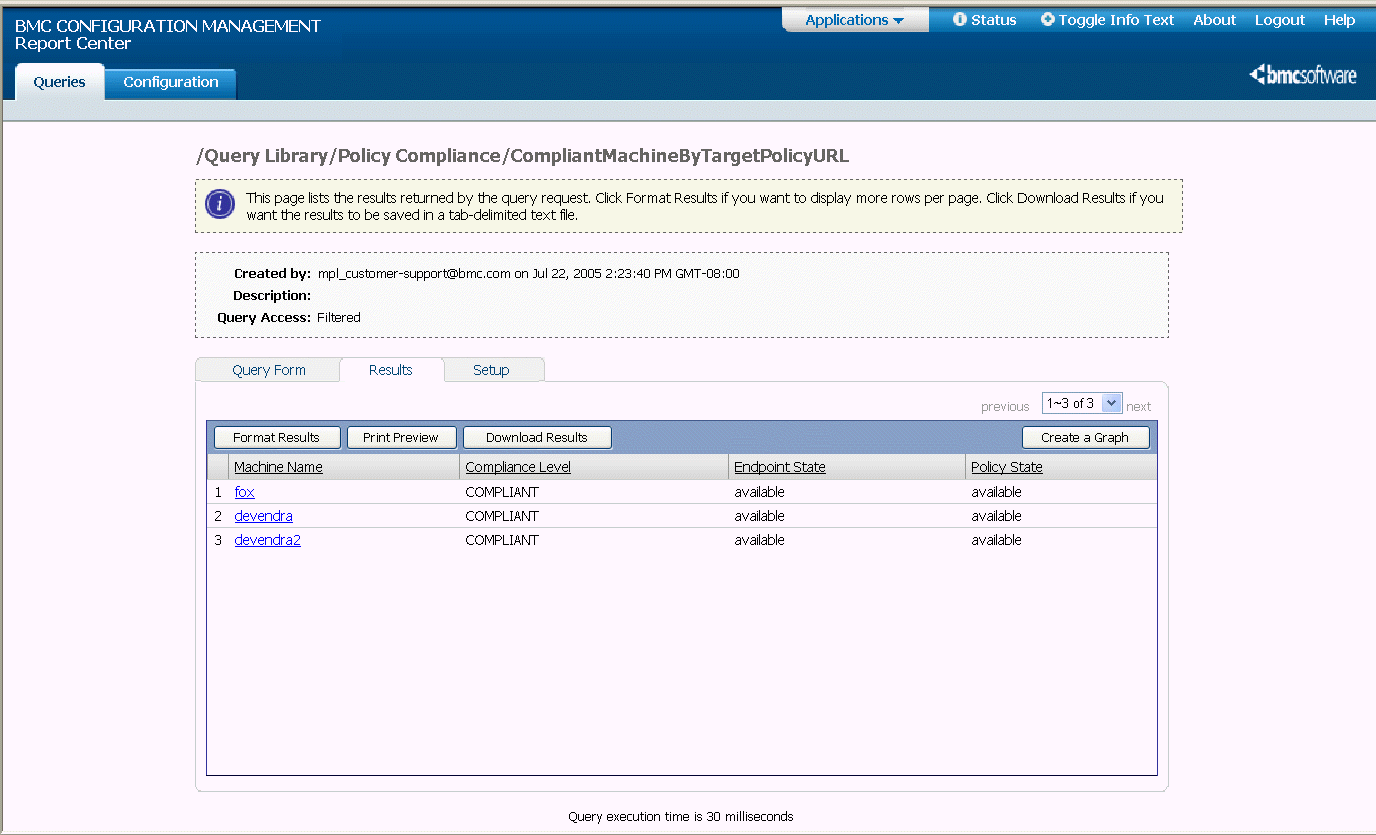 BMC CONFIGURATION MANAGEMENT
Report Center
Applications Status Toggle Info Text About Logout Help
Queries Configuration
bmcsoftware
/Query Library/Policy Compliance/CompliantMachineByTargetPolicyURL
This page lists the results returned by the query request. Click Format Results if you want to display more rows per page. Click Download Results if you
want the results to be saved in a tab-delimited text file.
Created by: mpl_customer-support@bmc.com on Jul 22, 2005 2:23:40 PM GMT-08:00
Description:
Query Access: Filtered
Query Form Results Setup
previous 1~3 of 3 next
Format Results Print Preview Download Results Create a Graph
Machine Name Compliance Level Endpoint State Policy State
1 fox COMPLIANT available available
2 devendra COMPLIANT available available
3 devendra2 COMPLIANT available available
Query execution time is 30 milliseconds